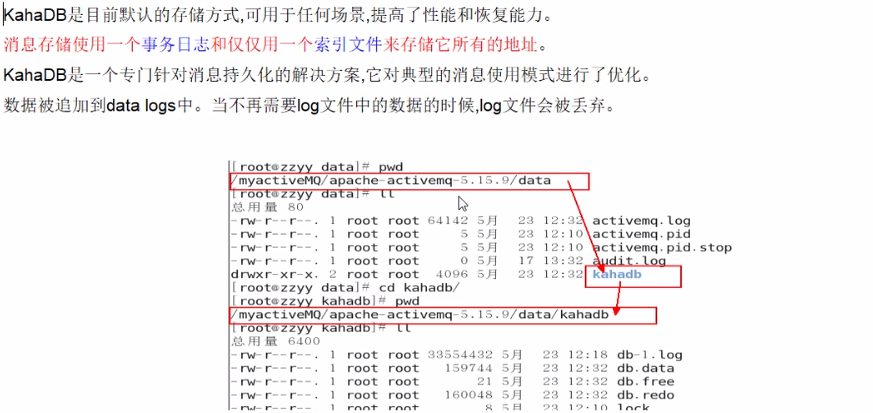 KahaDB是目前默认的存储方式,可用于任何场景,提高了性能和恢复能力。
消息存储使用一个事务日志和仅仅用一个索引文件来存储它所有的地址。
KahaDB是一个专门针对消息持久化的解决方案,它对典型的消息使用模式进行了优化。
数据被追加到data logs中。当不再需要log文件中的数据的时候,log文件会被丢弃。
[root@zzyy data]# pwd
/myactiveMQ/apache-activemq-5.15.9/data
[root@zzyy data]# ll
总用量 80
-rw-r--r--. 1 root root 64142 5月 23 12:32 activemq.log
-rw-r--r--. 1 root root 5 5月 23 12:10 activemq.pid
-rw-r--r--. 1 root root 5 5月 23 12:10 activemq.pid.stop
-rw-r--r--. 1 root root 0 5月 17 13:32 audit.log
drwxr-xr-x. 2 root root 4096 5月 23 12:32 kahadb
[root@zzyy data]# cd kahadb/
[root@zzyy kahadb]# pwd
/myactiveMQ/apache-activemq-5.15.9/data/kahadb
[root@zzyy kahadb]# ll
总用量 6400
-rw-r--r--. 1 root root 33554432 5月 23 12:18 db-1.log
-rw-r--r--. 1 root root 159744 5月 23 12:32 db.data
-rw-r--r--. 1 root root 21 5月 23 12:32 db.free
-rw-r--r--. 1 root root 160048 5月 23 12:32 db.redo
-rw-r--r--. 1 root root 8 5月 23 12:10 lock